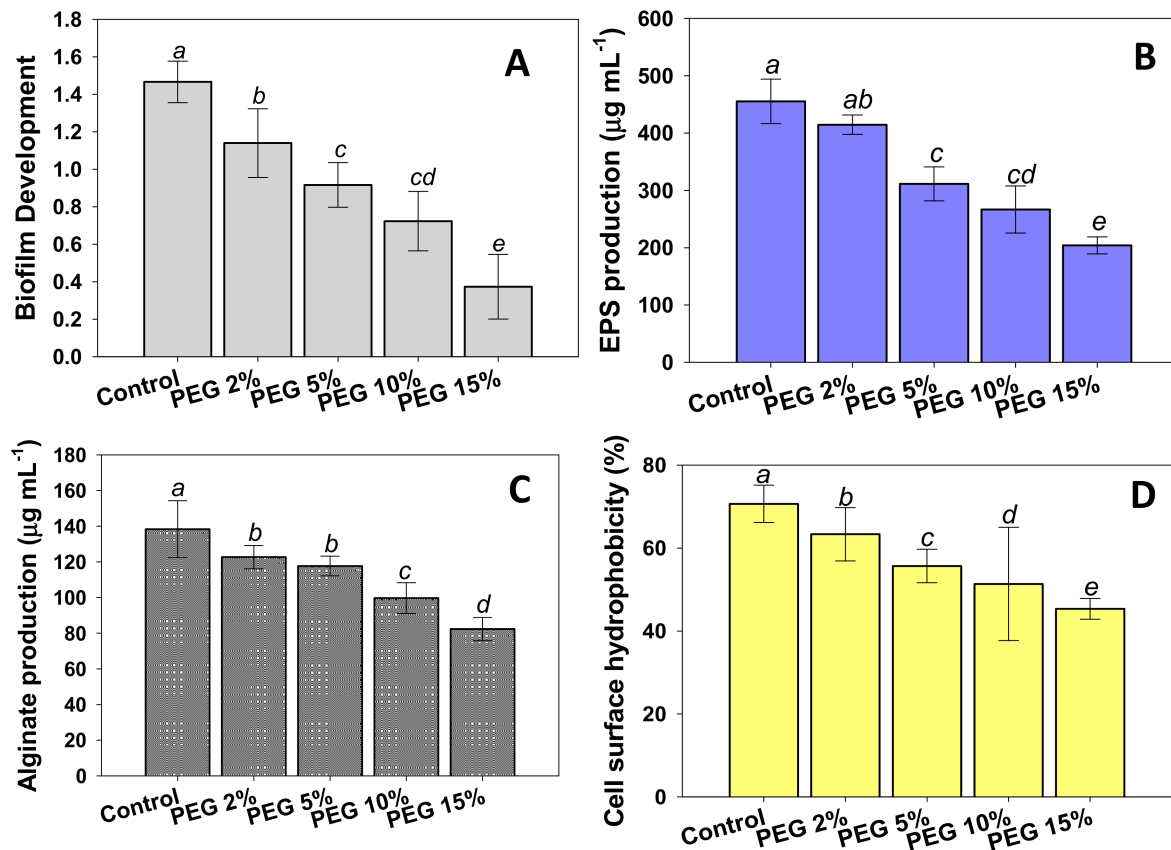 A
Biofilm Development
1.8
1.6
1.4
1.2
1.0
0.8
0.6
0.4
0.2
0.0
a
b
c
cd
e
Control
PEG 2%
PEG 5%
PEG 10%
PEG 15%
B
EPS production (µg mL⁻¹)
600
500
400
300
200
100
0
a
ab
c
cd
e
Control
PEG 2%
PEG 5%
PEG 10%
PEG 15%
C
Alginate production (µg mL⁻¹)
180
160
140
120
100
80
60
40
20
0
a
b
b
c
d
Control
PEG 2%
PEG 5%
PEG 10%
PEG 15%
D
Cell surface hydrophobicity (%)
80
60
40
20
0
a
b
c
d
e
Control
PEG 2%
PEG 5%
PEG 10%
PEG 15%